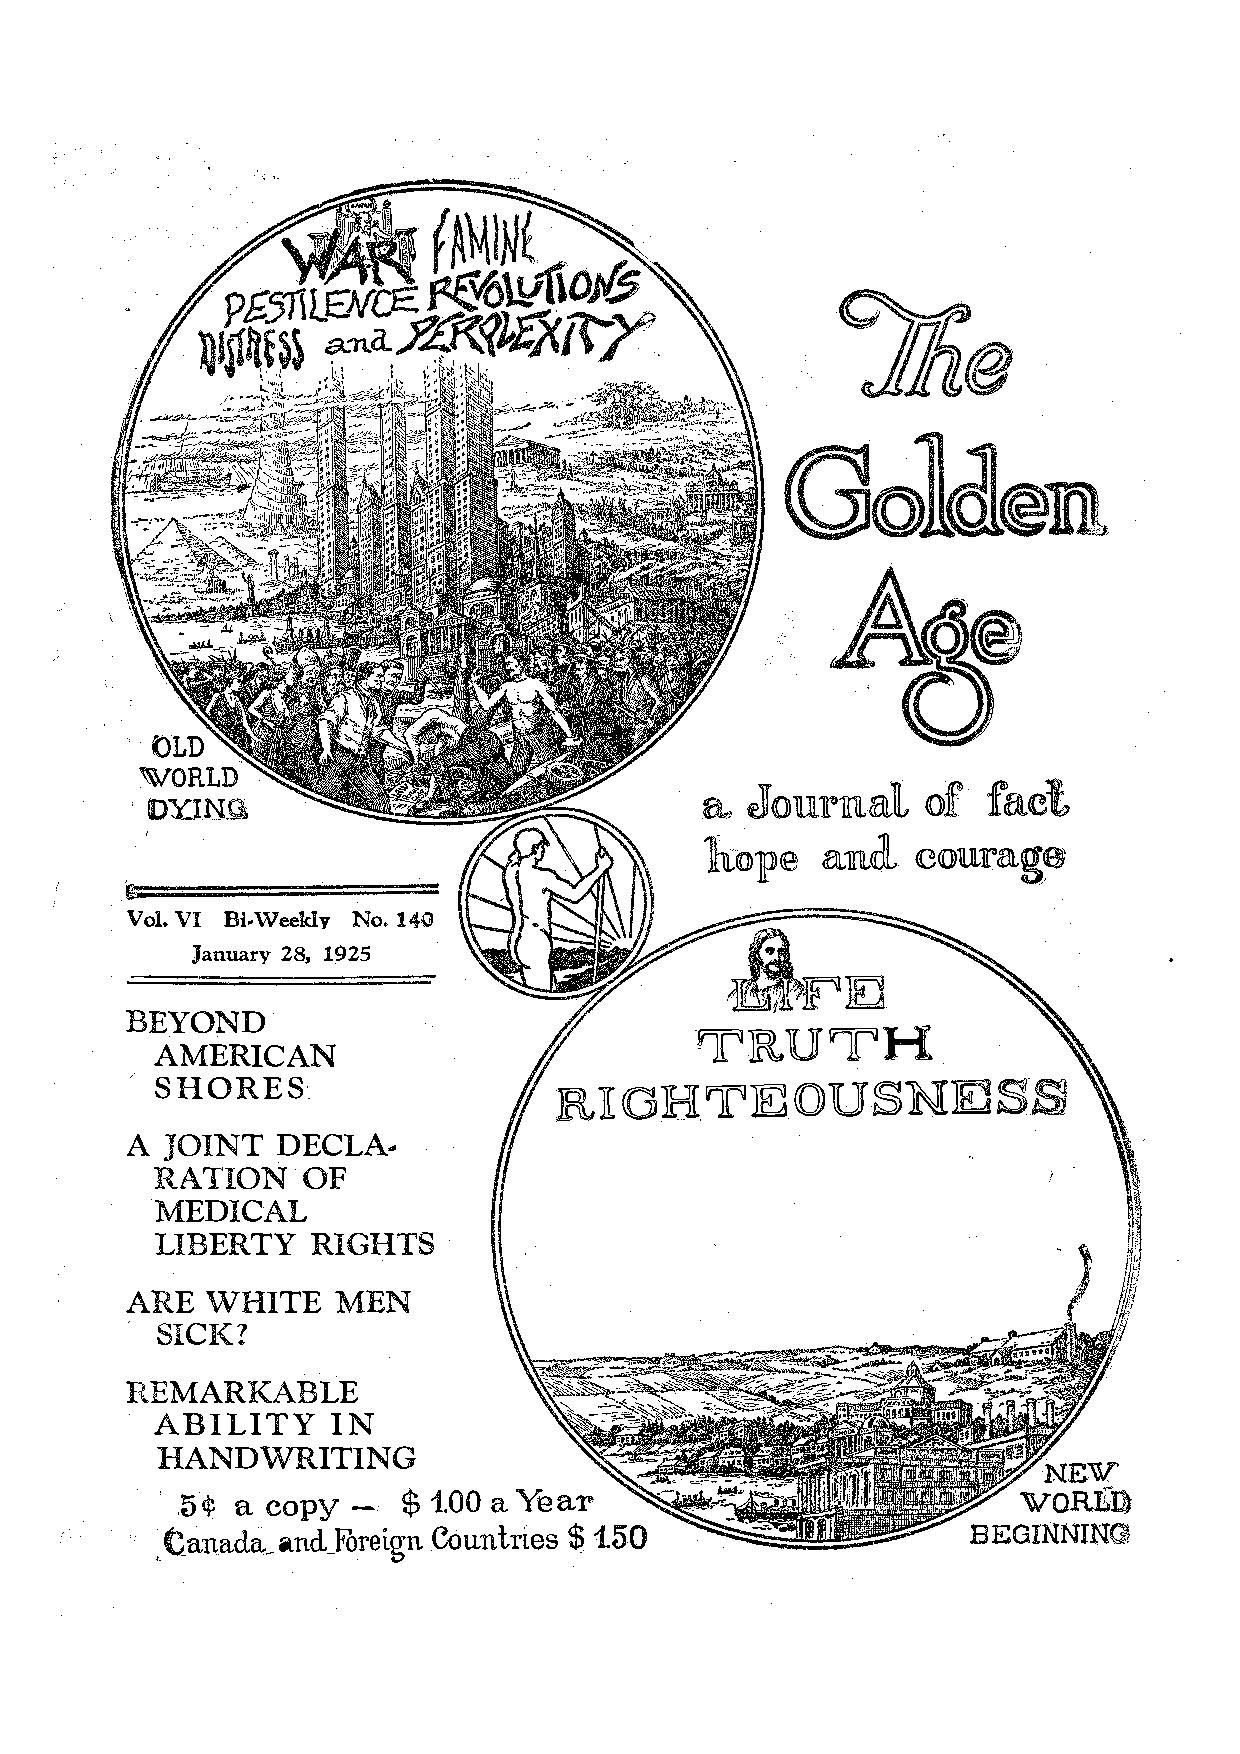 WAR FAMINE
PESTILENCE REVOLUTIONS
DISTRESS and PERPLEXITY
The
Golden
Age
OLD
WORLD
DYING
a Journal of fact
hope and courage
Vol. VI Bi-Weekly No. 140
January 28, 1925
BEYOND
AMERICAN
SHORES
A JOINT DECLA-
RATION OF
MEDICAL
LIBERTY RIGHTS
ARE WHITE MEN
SICK?
REMARKABLE
ABILITY IN
HANDWRITING
5¢ a copy — $1.00 a Year
Canada and Foreign Countries $1.50
LIFE
TRUTH
RIGHTEOUSNESS
NEW
WORLD
BEGINNING